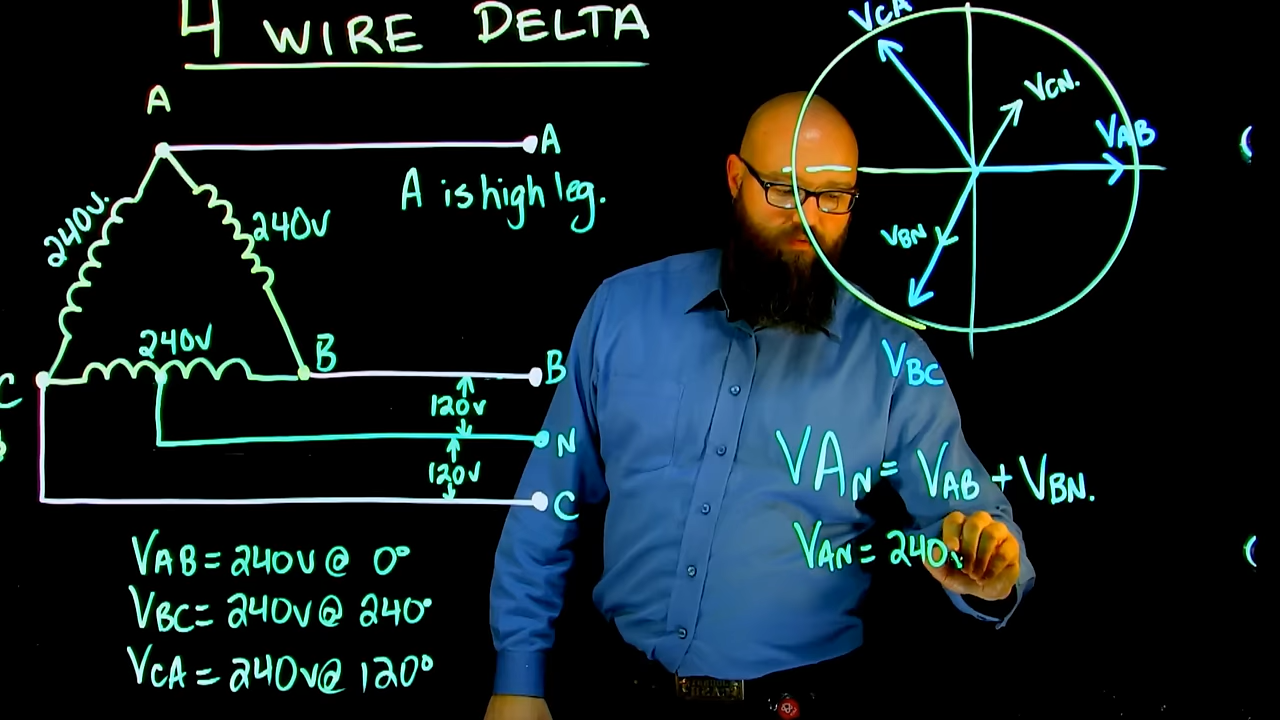 4 WIRE DELTA
A
A
A is high leg.
240v.
240v
240v
C
B
B
120v
N
120v
C
VAB = 240v @ 0°
VBC = 240v @ 240°
VCA = 240v @ 120°
VCA
VCN.
VAB
VBN
VBC
VAN = VAB + VBN.
VAN = 240v